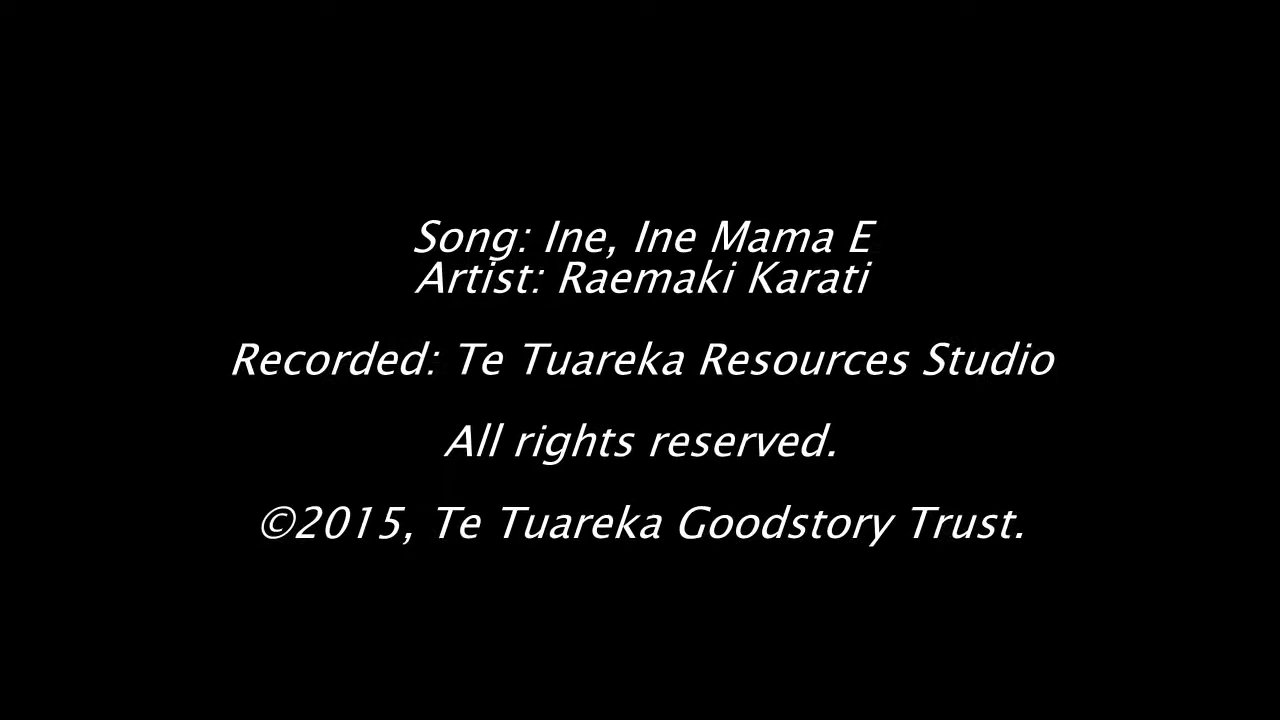 Song: Ine, Ine Mama E
Artist: Raemaki Karati
Recorded: Te Tuareka Resources Studio
All rights reserved.
©2015, Te Tuareka Goodstory Trust.